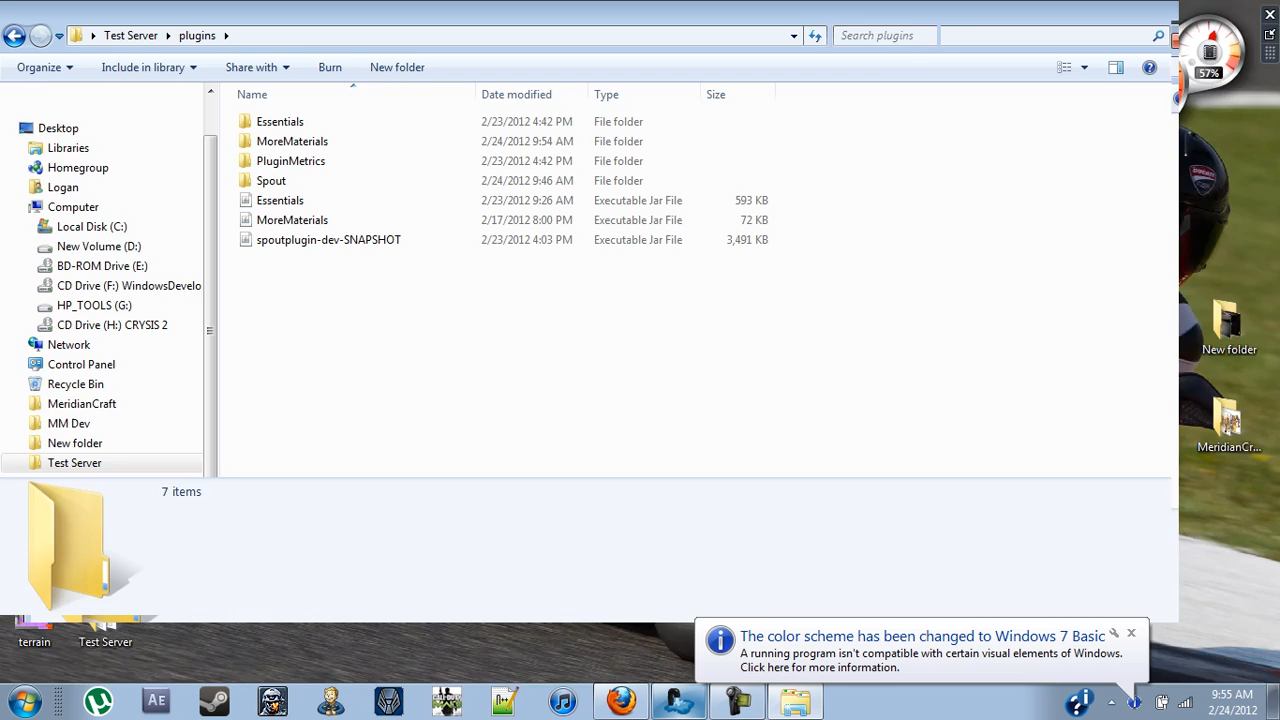 Test Server plugins
Search plugins
57%
Organize Include in library Share with Burn New folder
Name Date modified Type Size
Essentials 2/23/2012 4:42 PM File folder
MoreMaterials 2/24/2012 9:54 AM File folder
PluginMetrics 2/23/2012 4:42 PM File folder
Spout 2/24/2012 9:46 AM File folder
Essentials 2/23/2012 9:26 AM Executable Jar File 593 KB
MoreMaterials 2/17/2012 8:00 PM Executable Jar File 72 KB
spoutplugin-dev-SNAPSHOT 2/23/2012 4:03 PM Executable Jar File 3,491 KB
Desktop
Libraries
Homegroup
Logan
Computer
Local Disk (C:)
New Volume (D:)
BD-ROM Drive (E:)
CD Drive (F:) WindowsDevelo
HP_TOOLS (G:)
CD Drive (H:) CRYSIS 2
Network
Control Panel
Recycle Bin
MeridianCraft
MM Dev
New folder
Test Server
New folder
MeridianCr...
7 items
terrain
Test Server
The color scheme has been changed to Windows 7 Basic
A running program isn't compatible with certain visual elements of Windows.
Click here for more information.
Ae
9:55 AM
2/24/2012